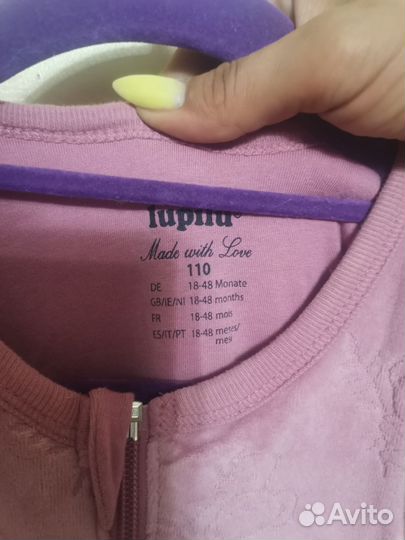 lupilu®
Made with Love
110
DE 18-48 Monate
GB/IE/NI 18-48 months
FR 18-48 mois
ES/IT/PT 18-48 meses/
mesi
Avito